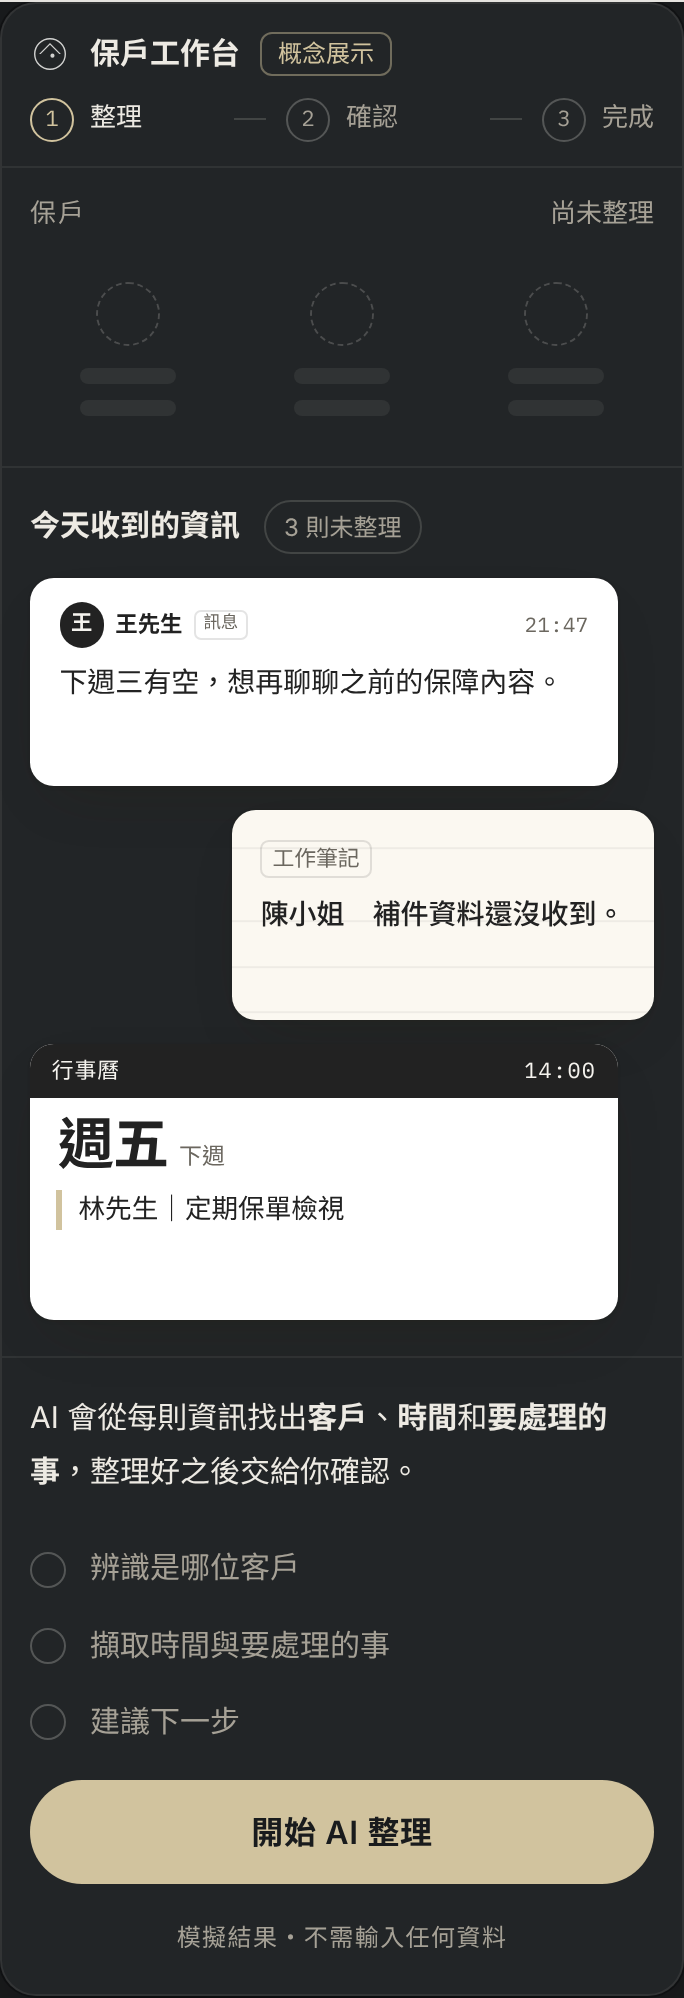 保戶工作台 概念展示
1 整理 — 2 確認 — 3 完成
保戶 尚未整理
今天收到的資訊 3 則未整理
王 王先生 訊息 21:47
下週三有空，想再聊聊之前的保障內容。
工作筆記
陳小姐　補件資料還沒收到。
行事曆 14:00
週五 下週
林先生｜定期保單檢視
AI 會從每則資訊找出客戶、時間和要處理的
事，整理好之後交給你確認。
辨識是哪位客戶
擷取時間與要處理的事
建議下一步
開始 AI 整理
模擬結果・不需輸入任何資料